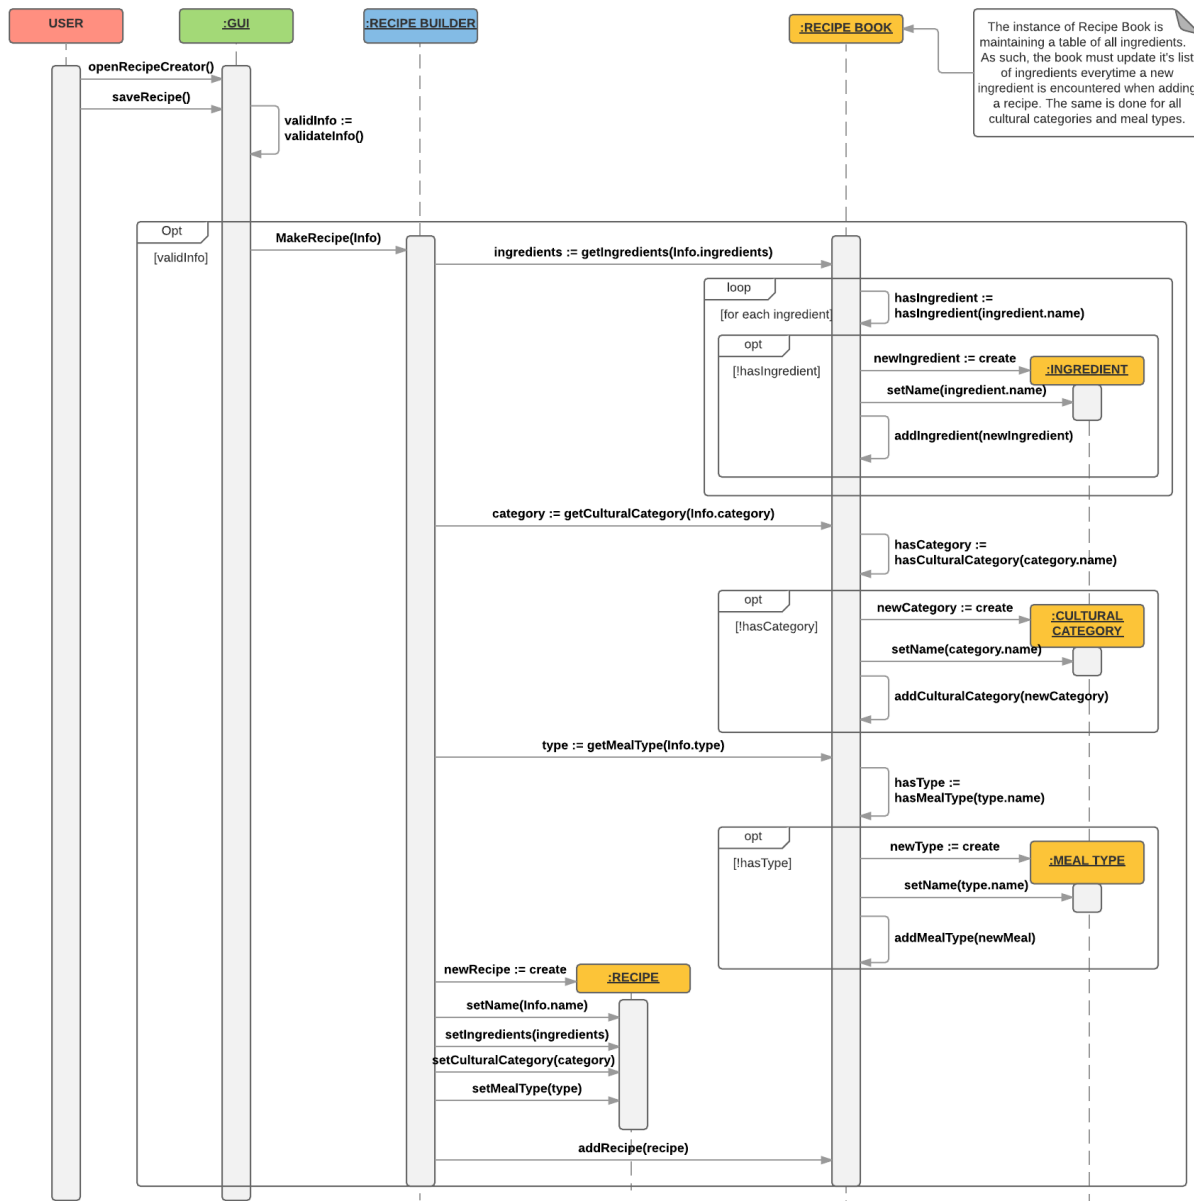 USER
:GUI
:RECIPE BUILDER
:RECIPE BOOK
The instance of Recipe Book is
maintaining a table of all ingredients.
As such, the book must update it's list
of ingredients everytime a new
ingredient is encountered when adding
a recipe. The same is done for all
cultural categories and meal types.
openRecipeCreator()
saveRecipe()
validInfo :=
validateInfo()
Opt
[validInfo]
MakeRecipe(Info)
ingredients := getIngredients(Info.ingredients)
loop
[for each ingredient]
hasIngredient :=
hasIngredient(ingredient.name)
opt
[!hasIngredient]
newIngredient := create
:INGREDIENT
setName(ingredient.name)
addIngredient(newIngredient)
category := getCulturalCategory(Info.category)
hasCategory :=
hasCulturalCategory(category.name)
opt
[!hasCategory]
newCategory := create
:CULTURAL
CATEGORY
setName(category.name)
addCulturalCategory(newCategory)
type := getMealType(Info.type)
hasType :=
hasMealType(type.name)
opt
[!hasType]
newType := create
:MEAL TYPE
setName(type.name)
addMealType(newMeal)
newRecipe := create
:RECIPE
setName(Info.name)
setIngredients(ingredients)
setCulturalCategory(category)
setMealType(type)
addRecipe(recipe)